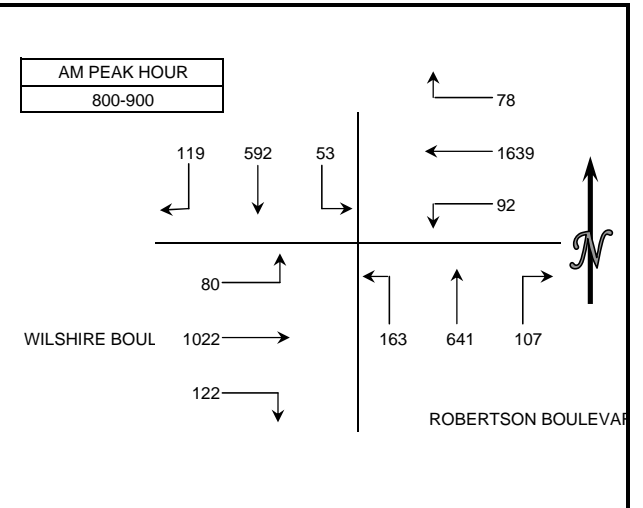 AM PEAK HOUR
800-900
78
119 592 53
1639
92
N
80
WILSHIRE BOUL 1022
163 641 107
122
ROBERTSON BOULEVAR